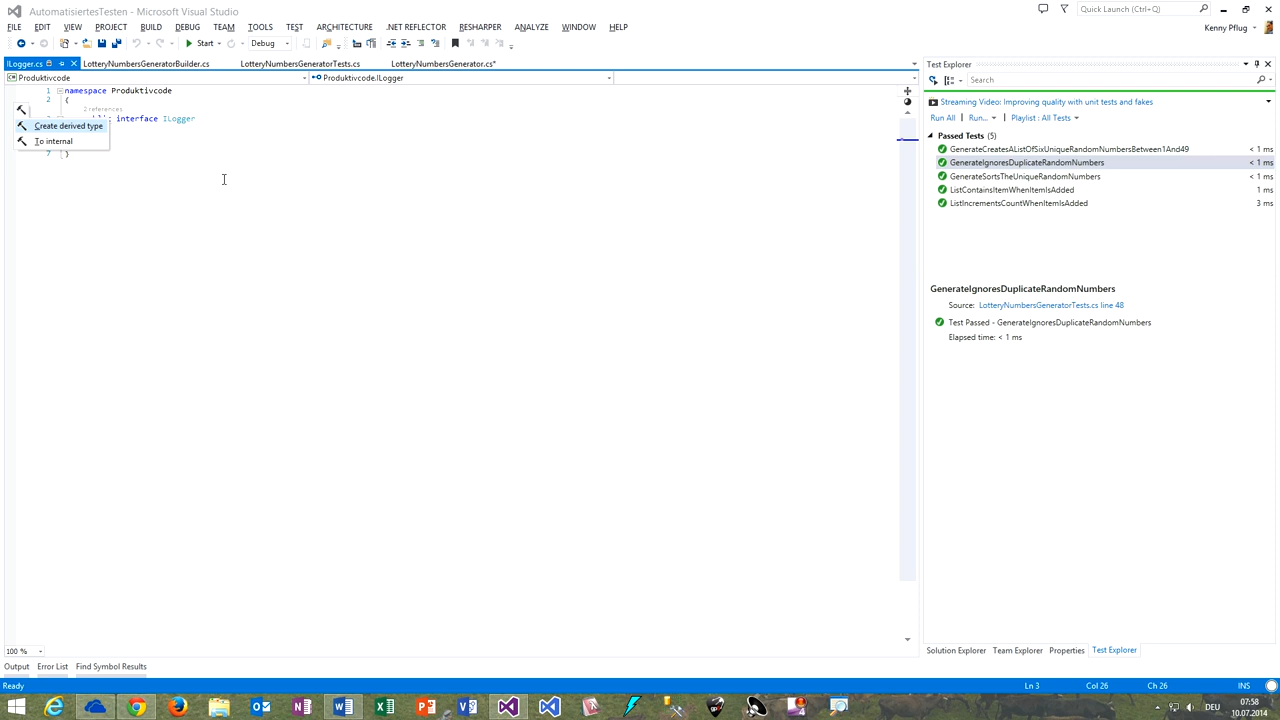 AutomatisiertesTesten - Microsoft Visual Studio
Quick Launch (Ctrl+Q)
FILE EDIT VIEW PROJECT BUILD DEBUG TEAM TOOLS TEST ARCHITECTURE .NET REFLECTOR RESHARPER ANALYZE WINDOW HELP
Kenny Pflug
Start Debug
ILogger.cs LotteryNumbersGeneratorBuilder.cs LotteryNumbersGeneratorTests.cs LotteryNumbersGenerator.cs*
Produktivcode Produktivcode.ILogger
1 namespace Produktivcode
2 {
2 references
interface ILogger
Create derived type
To internal
7 }
100 %
Output Error List Find Symbol Results
Test Explorer
Search
Streaming Video: Improving quality with unit tests and fakes
Run All Run... Playlist : All Tests
Passed Tests (5)
GenerateCreatesAListOfSixUniqueRandomNumbersBetween1And49 < 1 ms
GenerateIgnoresDuplicateRandomNumbers < 1 ms
GenerateSortsTheUniqueRandomNumbers < 1 ms
ListContainsItemWhenItemIsAdded 1 ms
ListIncrementsCountWhenItemIsAdded 3 ms
GenerateIgnoresDuplicateRandomNumbers
Source: LotteryNumbersGeneratorTests.cs line 48
Test Passed - GenerateIgnoresDuplicateRandomNumbers
Elapsed time: < 1 ms
Solution Explorer Team Explorer Properties Test Explorer
Ready Ln 3 Col 26 Ch 26 INS
DEU
07:58
10.07.2014